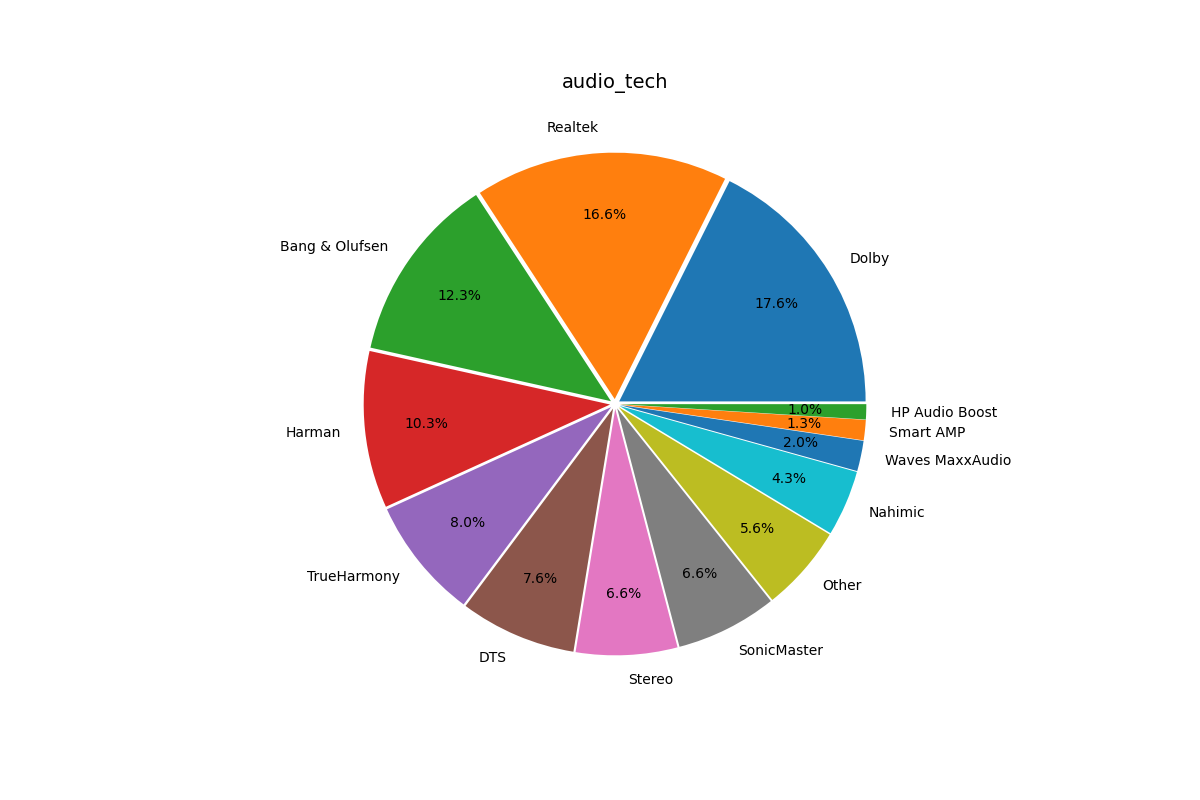 audio_tech
Realtek
16.6%
Dolby
17.6%
Bang & Olufsen
12.3%
Harman
10.3%
TrueHarmony
8.0%
DTS
7.6%
Stereo
6.6%
SonicMaster
6.6%
Other
5.6%
Nahimic
4.3%
Waves MaxxAudio
2.0%
Smart AMP
1.3%
HP Audio Boost
1.0%